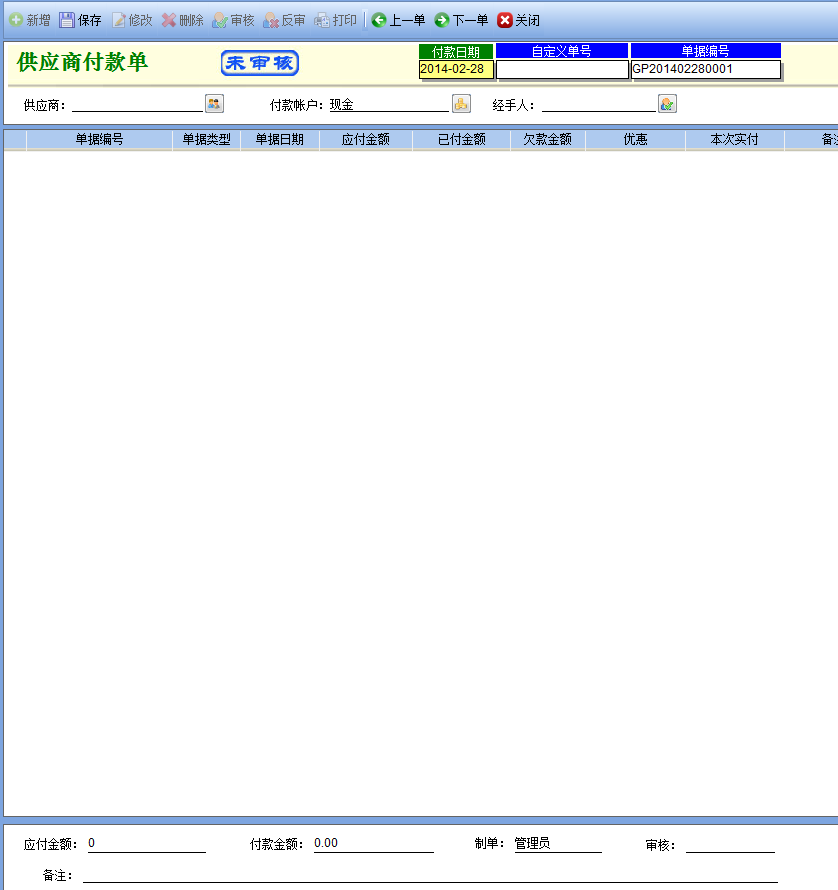 新增 保存 修改 删除 审核 反审 打印 上一单 下一单 关闭
供应商付款单 未审核 付款日期 自定义单号 单据编号
2014-02-28 GP201402280001
供应商： 付款帐户：现金 经手人：
单据编号 单据类型 单据日期 应付金额 已付金额 欠款金额 优惠 本次实付 备注
应付金额： 0 付款金额： 0.00 制单： 管理员 审核：
备注：